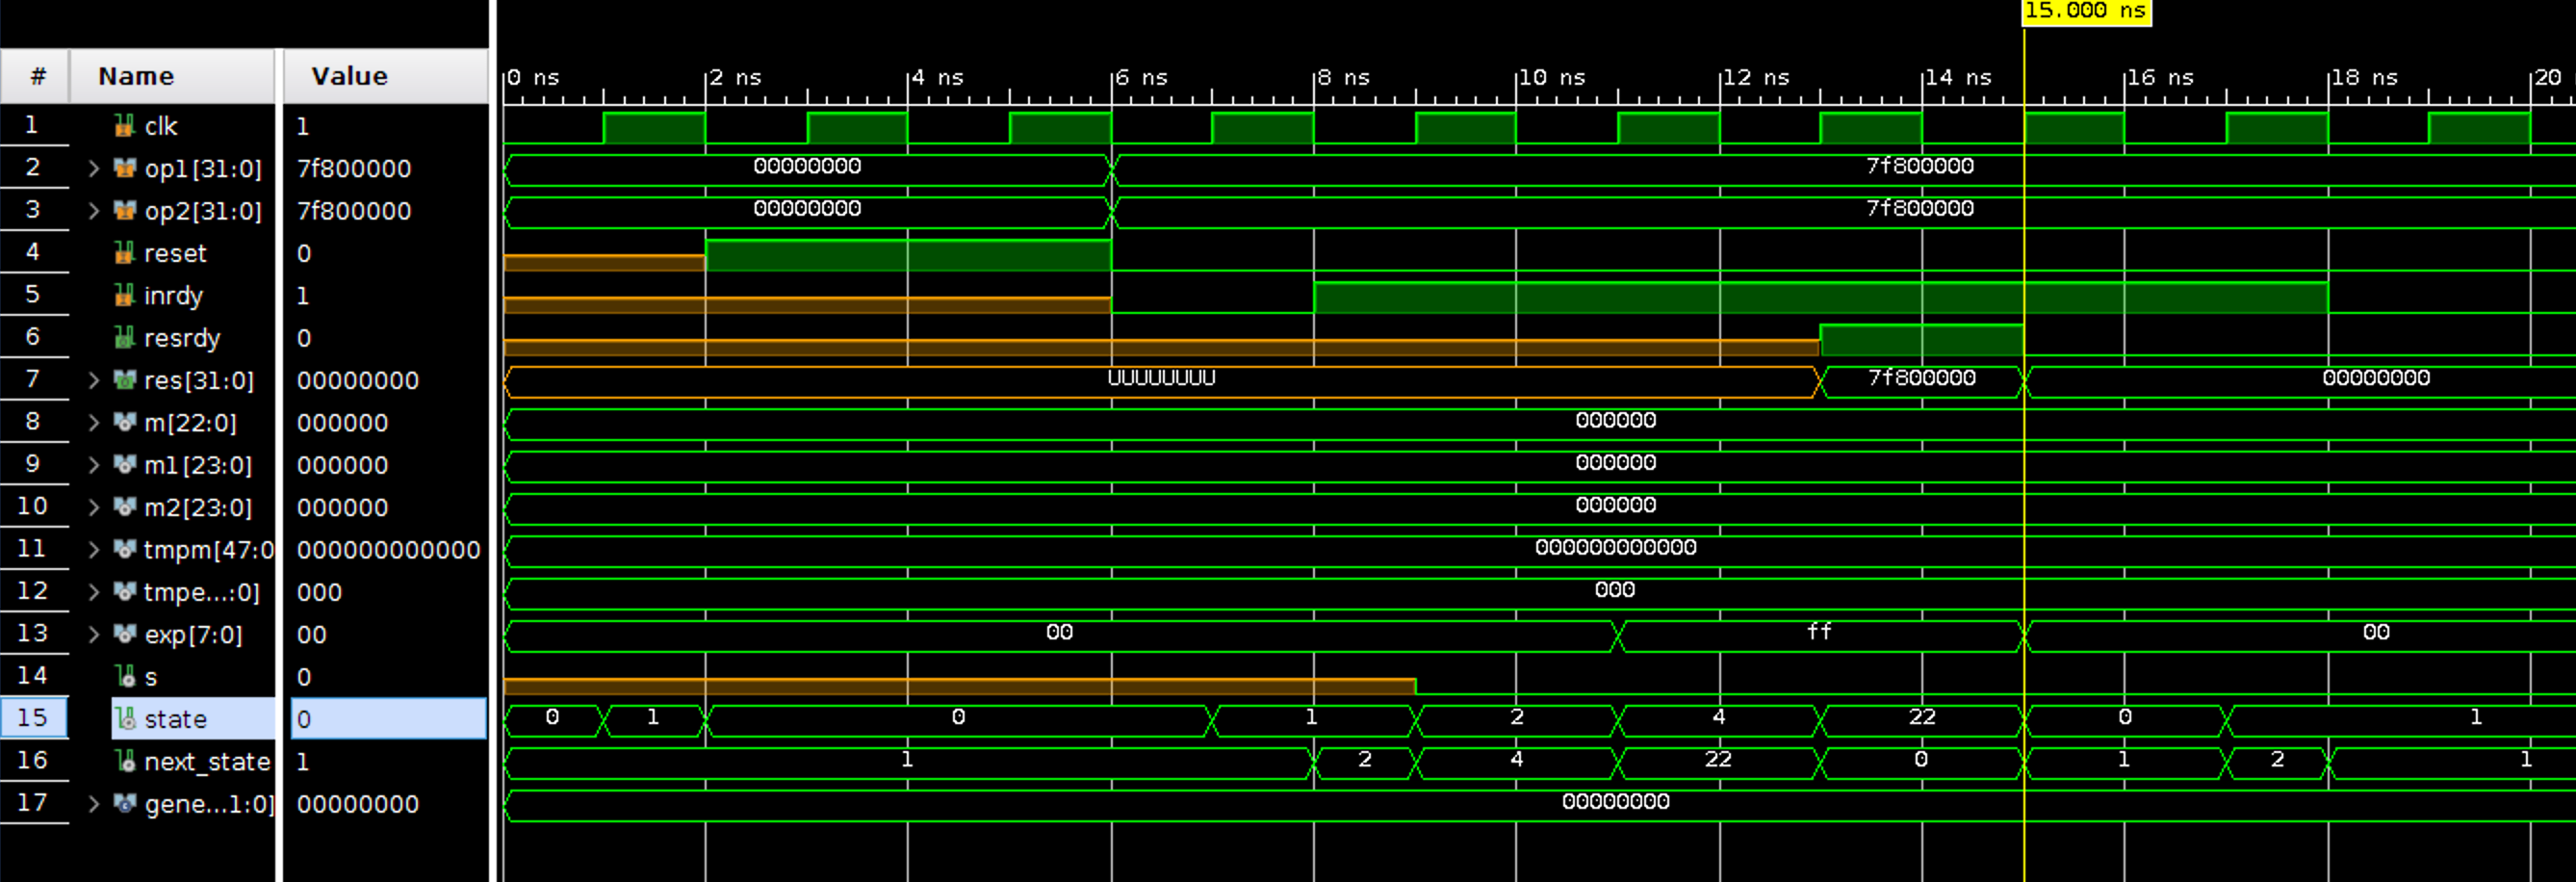 15.000 ns
# Name Value 0 ns 2 ns 4 ns 6 ns 8 ns 10 ns 12 ns 14 ns 16 ns 18 ns 20
1 clk 1
2 op1[31:0] 7f800000 00000000 7f800000
3 op2[31:0] 7f800000 00000000 7f800000
4 reset 0
5 inrdy 1
6 resrdy 0
7 res[31:0] 00000000 UUUUUUUU 7f800000 00000000
8 m[22:0] 000000 000000
9 m1[23:0] 000000 000000
10 m2[23:0] 000000 000000
11 tmpm[47:0 000000000000 000000000000
12 tmpe...:0] 000 000
13 exp[7:0] 00 00 ff 00
14 s 0
15 state 0 0 1 0 1 2 4 22 0 1
16 next_state 1 1 2 4 22 0 1 2 1
17 gene...1:0] 00000000 00000000